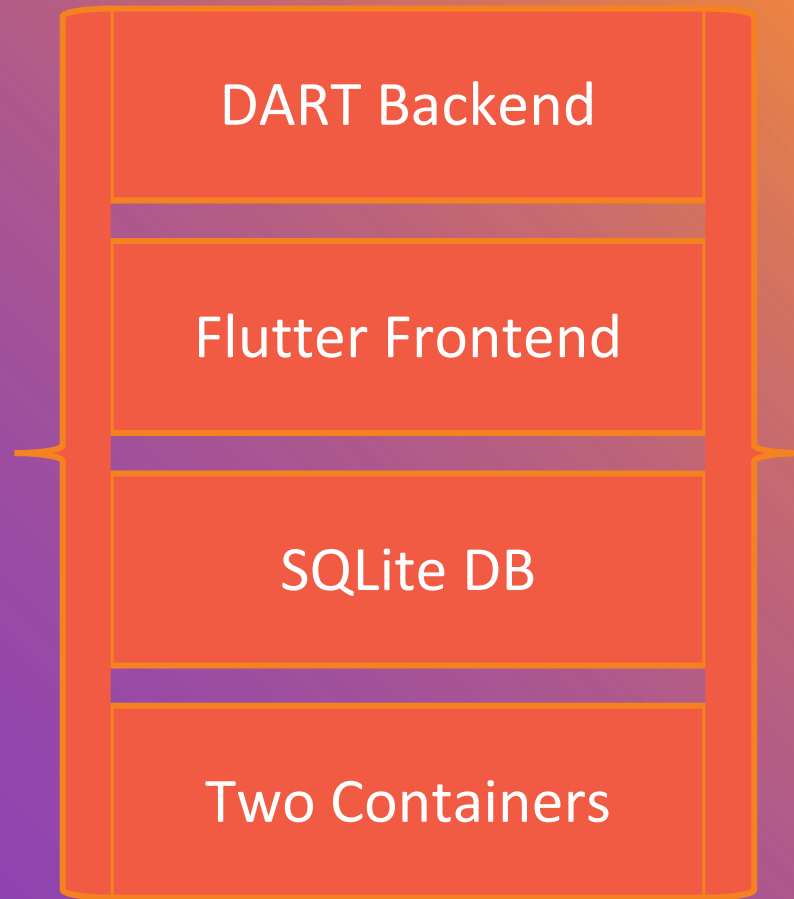 DART Backend
Flutter Frontend
SQLite DB
Two Containers